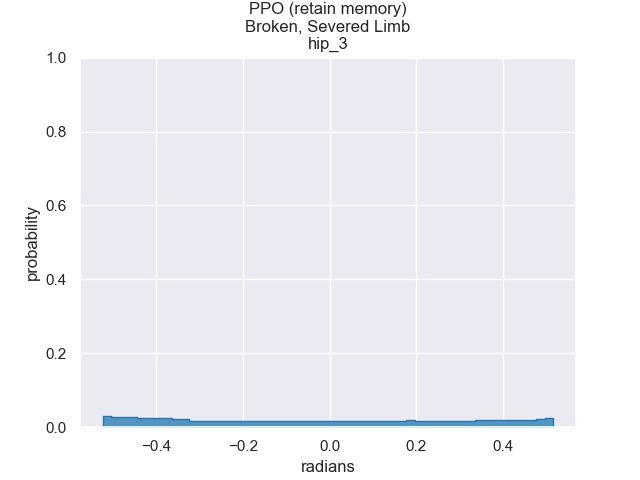 PPO (retain memory)
Broken, Severed Limb
hip_3
1.0
0.8
0.6
0.4
0.2
0.0
probability
−0.4
−0.2
0.0
0.2
0.4
radians